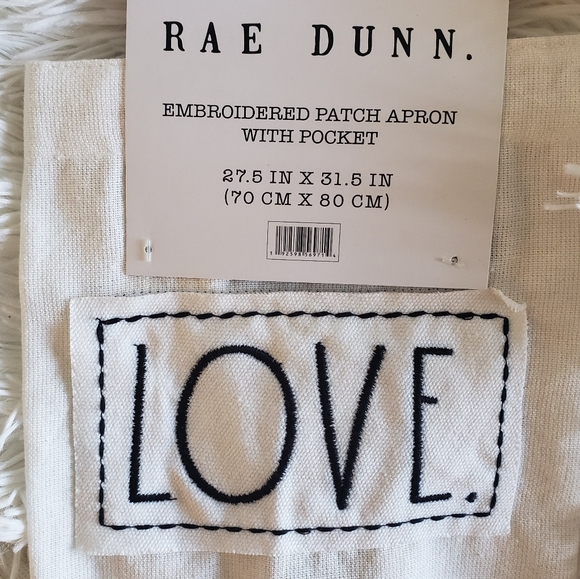 RAE DUNN.
EMBROIDERED PATCH APRON
WITH POCKET
27.5 IN X 31.5 IN
(70 CM X 80 CM)
LOVE.